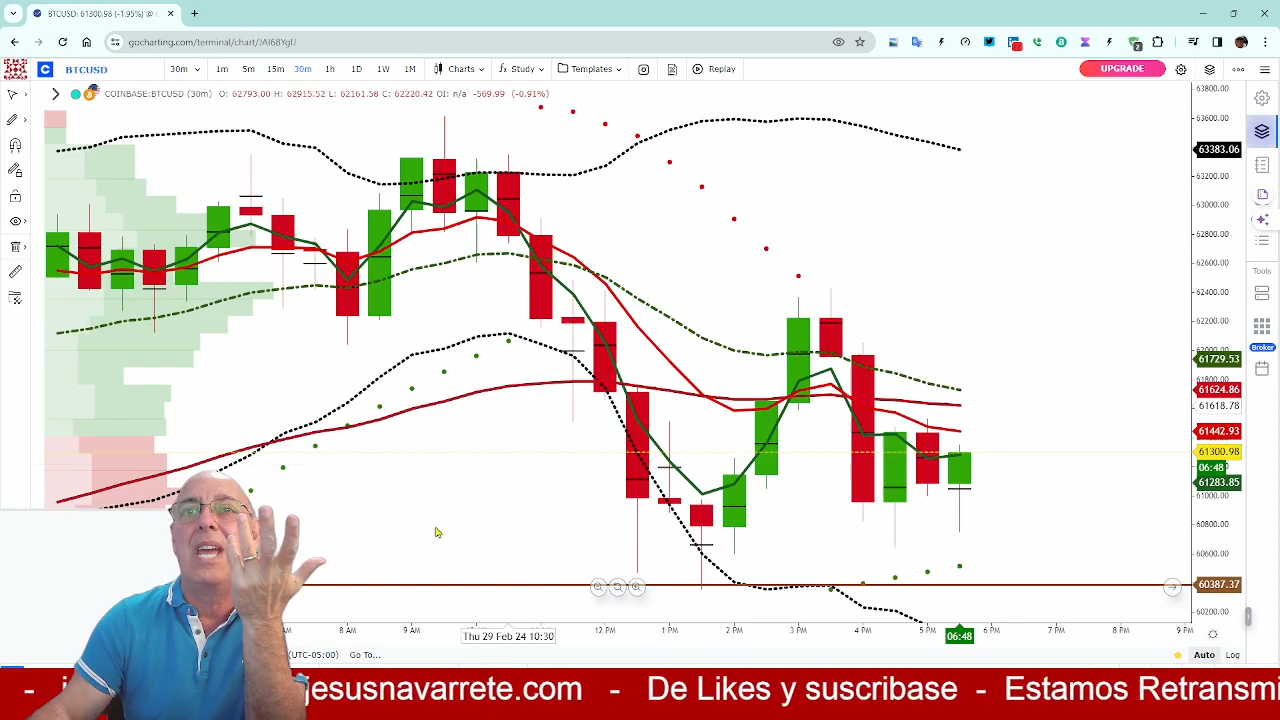 BTCUSD: 61300.98 (-1.95%) @ C
gocharting.com/terminal/chart/JAI68YgIJ
BTCUSD 30m 1m 5m 15m 30m 1h 1D 1W 1M Charts Study Templates Replay UPGRADE
COINBASE:BTCUSD (30m) O: 62793.00 H: 62915.52 L: 62161.58 C: 62220.42 OI: n/a -569.99 (-0.91%)
63800.00
63600.00
63383.06
63200.00
63000.00
62800.00
62600.00
62400.00
62200.00
61729.53
61800.00
61624.86
61618.78
61442.93
61300.98
06:48
61283.85
61000.00
60800.00
60600.00
60387.37
60200.00
Tools
Broker
8 AM 9 AM 12 PM 1 PM 2 PM 3 PM 4 PM 5 PM 6 PM 7 PM 8 PM 9 PM
Thu 29 Feb 24 10:30
06:48
(UTC-05:00) Go To... Auto Log
jesusnavarrete.com - De Likes y suscribase - Estamos Retransmi